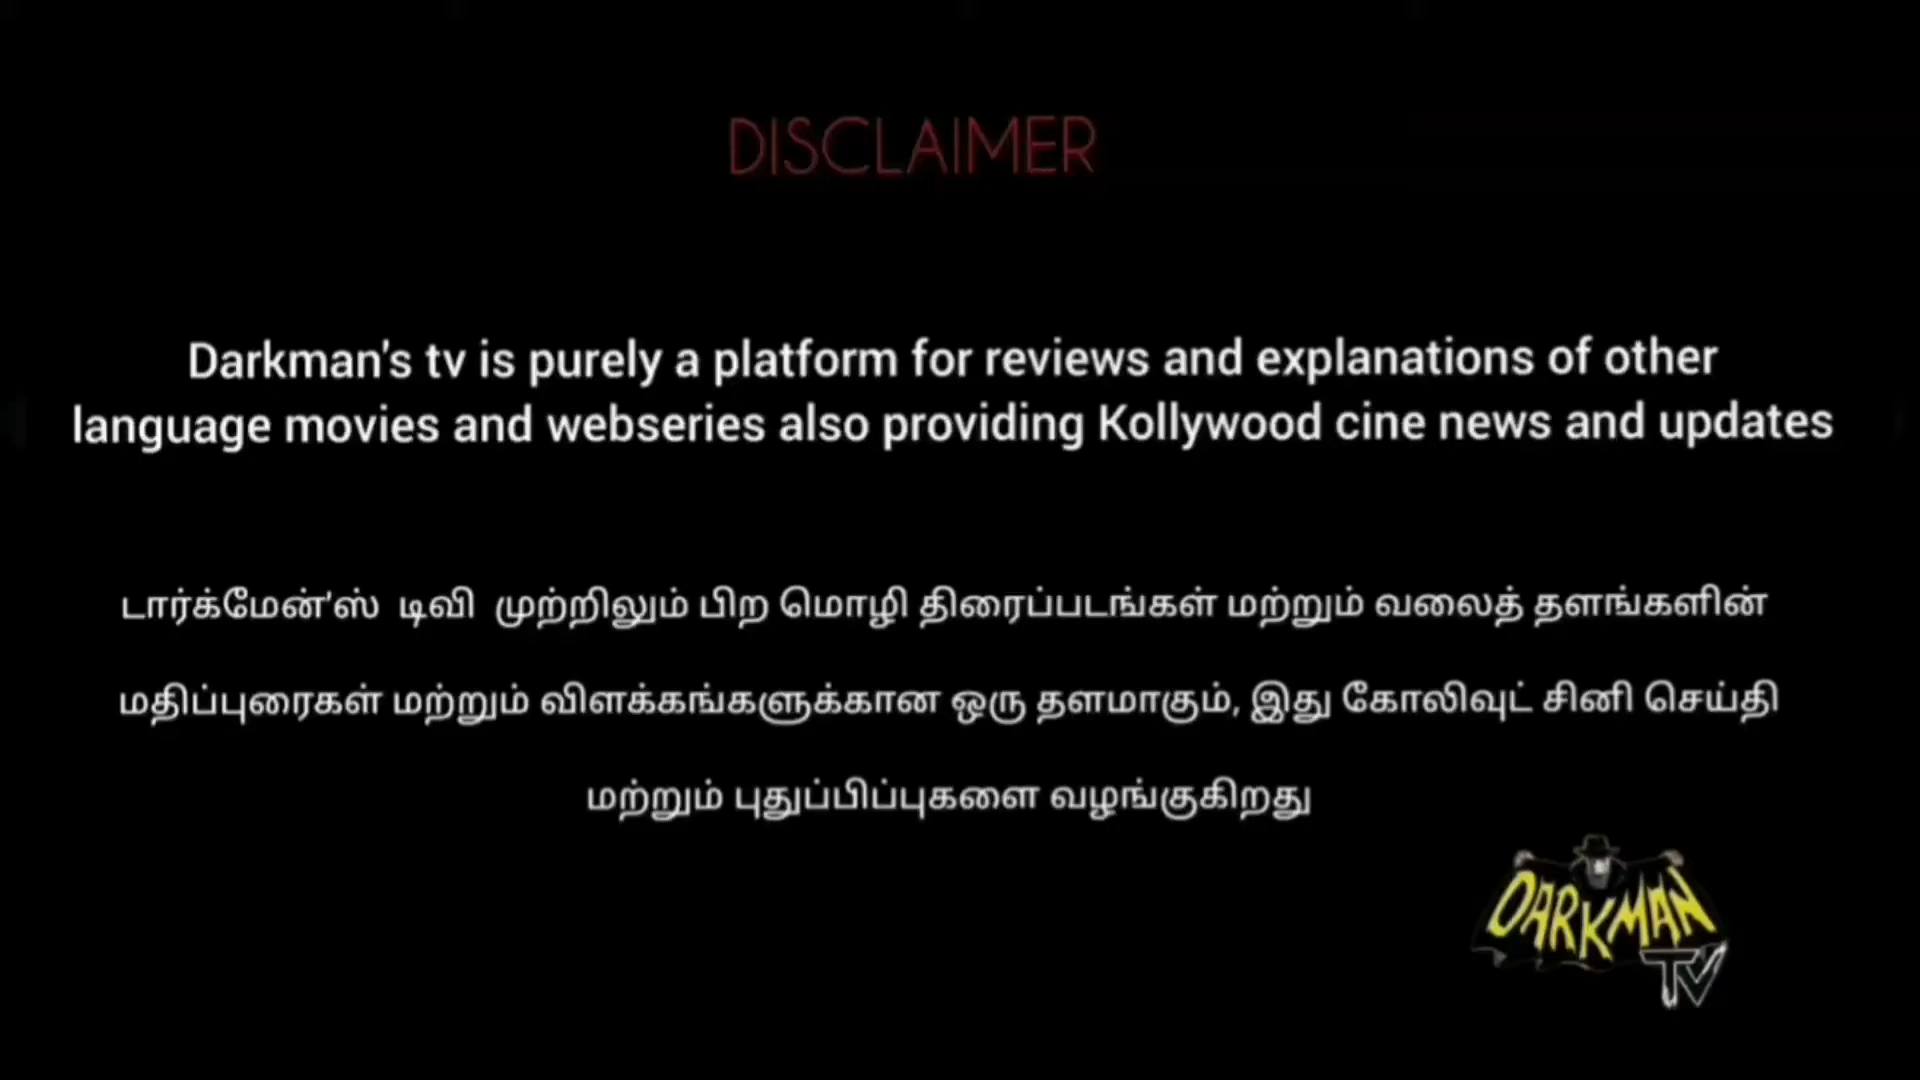 DISCLAIMER
Darkman's tv is purely a platform for reviews and explanations of other
language movies and webseries also providing Kollywood cine news and updates
டார்க்மேன்'ஸ் டிவி முற்றிலும் பிற மொழி திரைப்படங்கள் மற்றும் வலைத் தளங்களின்
மதிப்புரைகள் மற்றும் விளக்கங்களுக்கான ஒரு தளமாகும், இது கோலிவுட் சினி செய்தி
மற்றும் புதுப்பிப்புகளை வழங்குகிறது
DARKMAN
TV